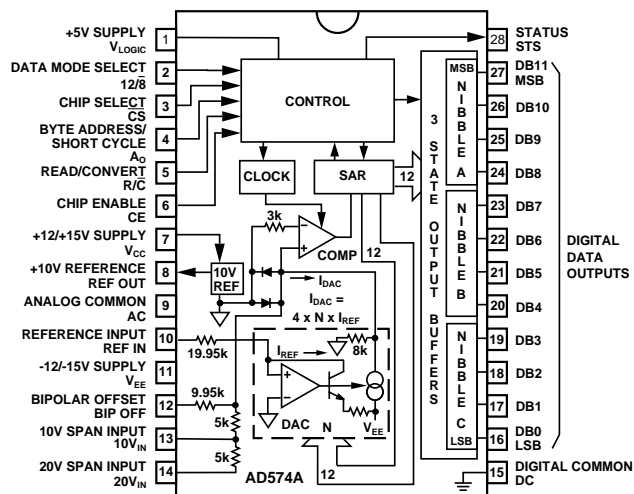 +5V SUPPLY
VLOGIC
1
DATA MODE SELECT
12/8̅
2
CHIP SELECT
C̅S̅
3
BYTE ADDRESS/
SHORT CYCLE
AO
4
READ/CONVERT
R/C̅
5
CHIP ENABLE
CE
6
+12/+15V SUPPLY
VCC
7
+10V REFERENCE
REF OUT
8
ANALOG COMMON
AC
9
REFERENCE INPUT
REF IN
10
-12/-15V SUPPLY
VEE
11
BIPOLAR OFFSET
BIP OFF
12
10V SPAN INPUT
10VIN
13
20V SPAN INPUT
20VIN
14
CONTROL
CLOCK
SAR
12
3k
COMP
12
10V
REF
IDAC
IDAC =
4 x N x IREF
19.95k
IREF
8k
9.95k
5k
5k
DAC
N
VEE
12
AD574A
3 STATE OUTPUT BUFFERS
MSB
NIBBLE A
NIBBLE B
NIBBLE C
LSB
28
STATUS
STS
27
DB11
MSB
26
DB10
25
DB9
24
DB8
23
DB7
22
DB6
21
DB5
20
DB4
19
DB3
18
DB2
17
DB1
16
DB0
LSB
15
DIGITAL COMMON
DC
DIGITAL
DATA
OUTPUTS